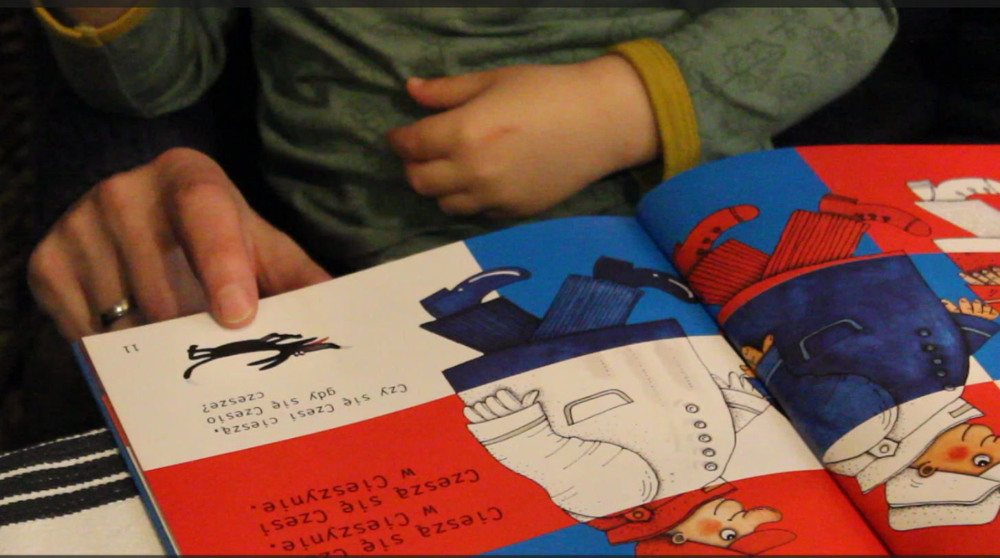 Cieszą się
w Cieszynie.
Czeszą się Czesi
w Cieszynie.
Czy się Czesi cieszą,
gdy się Czesio
czesze?
11